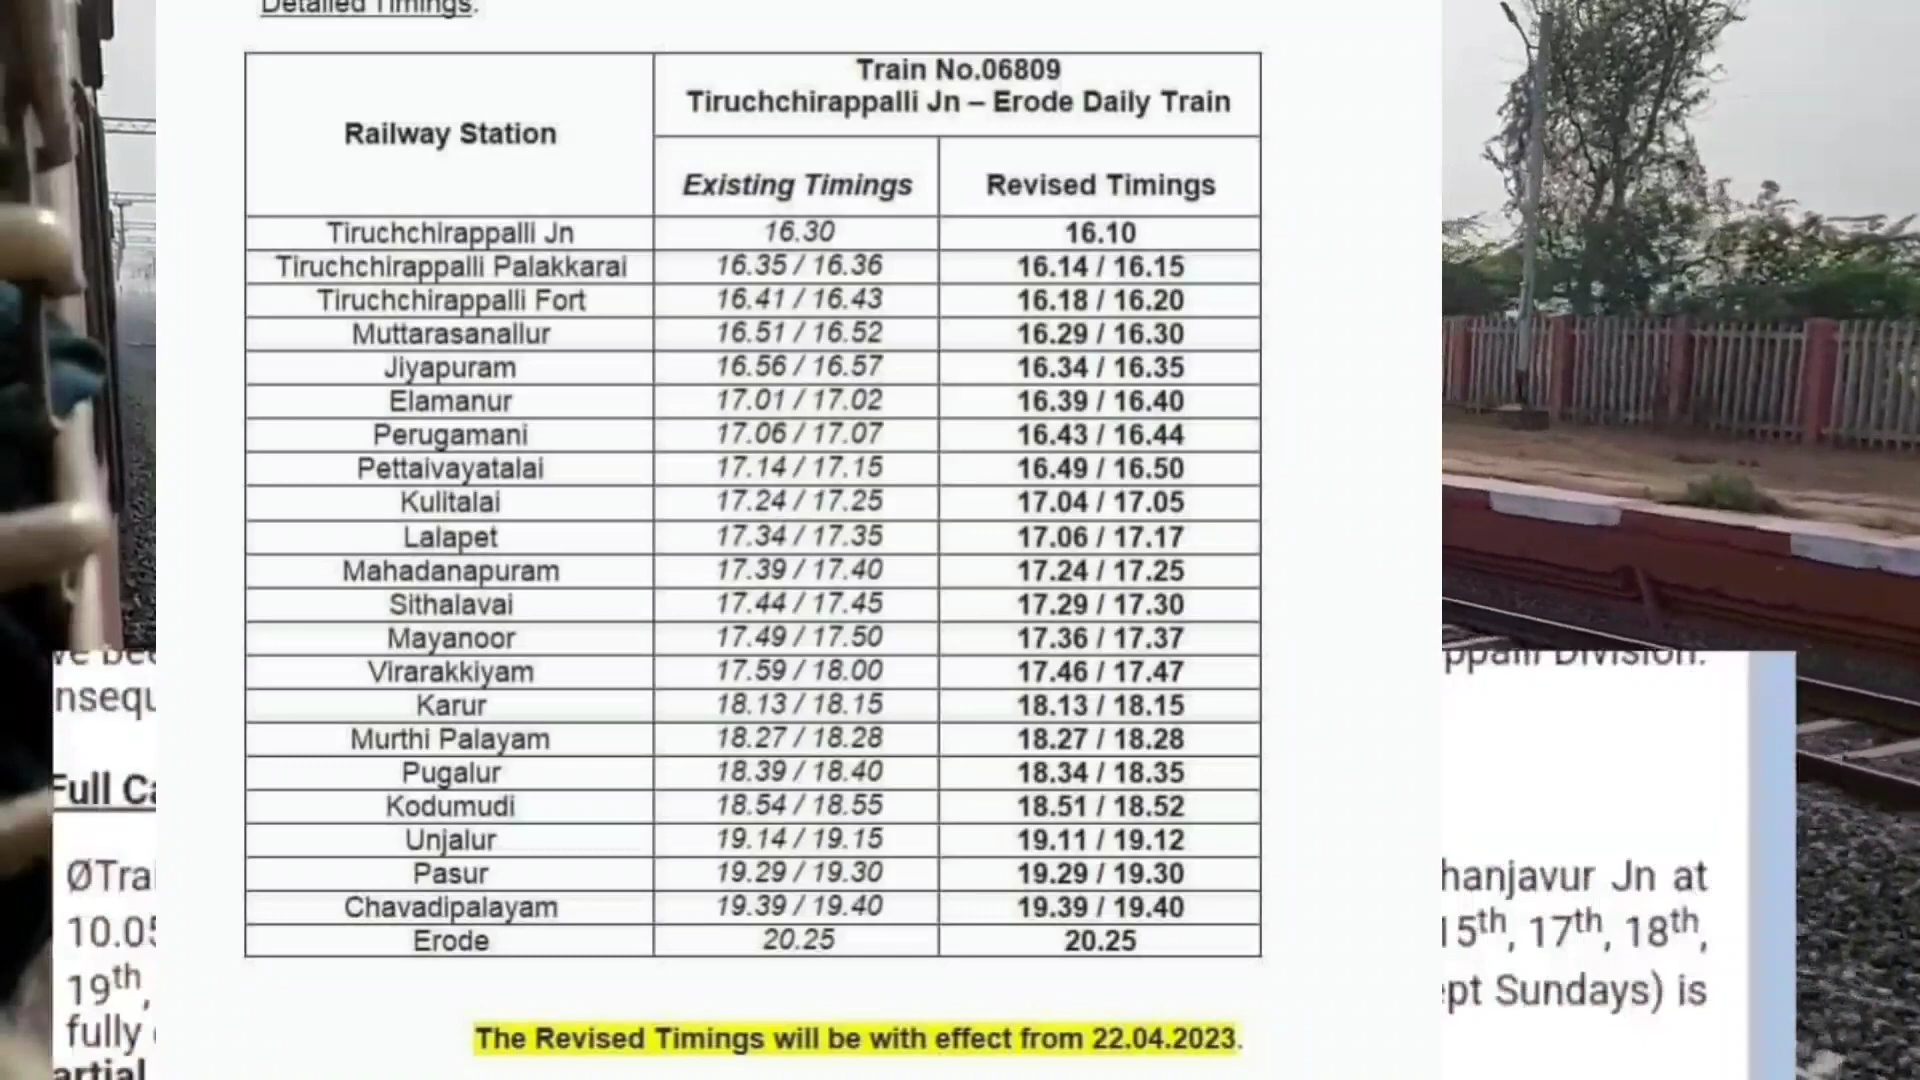 Detailed Timings:
Railway Station
Train No.06809
Tiruchchirappalli Jn – Erode Daily Train
Existing Timings Revised Timings
Tiruchchirappalli Jn 16.30 16.10
Tiruchchirappalli Palakkarai 16.35 / 16.36 16.14 / 16.15
Tiruchchirappalli Fort 16.41 / 16.43 16.18 / 16.20
Muttarasanallur 16.51 / 16.52 16.29 / 16.30
Jiyapuram 16.56 / 16.57 16.34 / 16.35
Elamanur 17.01 / 17.02 16.39 / 16.40
Perugamani 17.06 / 17.07 16.43 / 16.44
Pettaivayatalai 17.14 / 17.15 16.49 / 16.50
Kulitalai 17.24 / 17.25 17.04 / 17.05
Lalapet 17.34 / 17.35 17.06 / 17.17
Mahadanapuram 17.39 / 17.40 17.24 / 17.25
Sithalavai 17.44 / 17.45 17.29 / 17.30
Mayanoor 17.49 / 17.50 17.36 / 17.37
Virarakkiyam 17.59 / 18.00 17.46 / 17.47
Karur 18.13 / 18.15 18.13 / 18.15
Murthi Palayam 18.27 / 18.28 18.27 / 18.28
Pugalur 18.39 / 18.40 18.34 / 18.35
Kodumudi 18.54 / 18.55 18.51 / 18.52
Unjalur 19.14 / 19.15 19.11 / 19.12
Pasur 19.29 / 19.30 19.29 / 19.30
Chavadipalayam 19.39 / 19.40 19.39 / 19.40
Erode 20.25 20.25
The Revised Timings will be with effect from 22.04.2023.
ppalli Division.
nsequ
Full Ca
ØTrai
hanjavur Jn at
10.05
15th, 17th, 18th,
19th,
ept Sundays) is
fully
artial